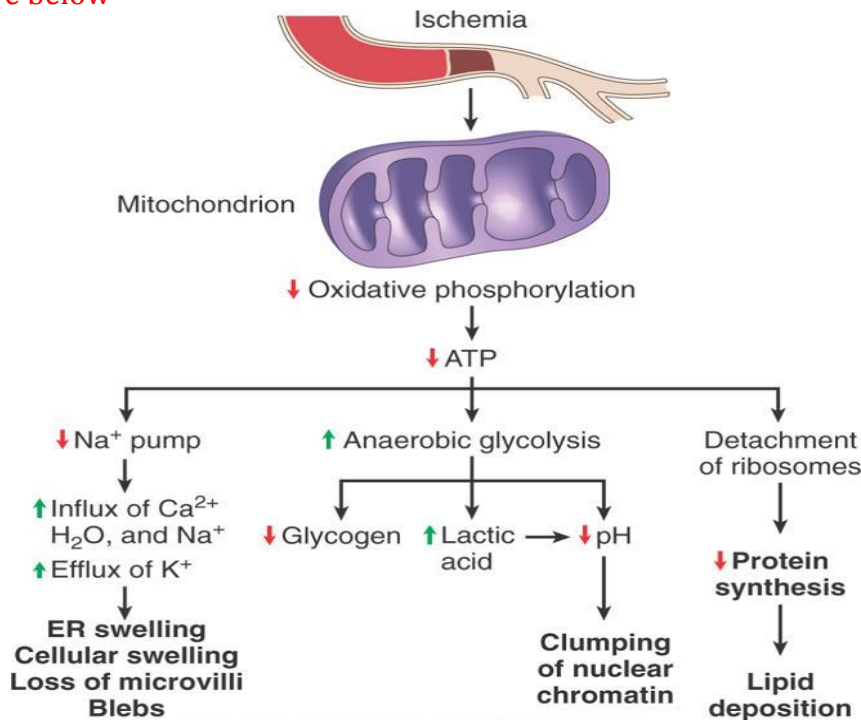 e below
Ischemia
Mitochondrion
Oxidative phosphorylation
ATP
Na⁺ pump
Influx of Ca²⁺
H₂O, and Na⁺
Efflux of K⁺
ER swelling
Cellular swelling
Loss of microvilli
Blebs
Anaerobic glycolysis
Glycogen
Lactic
acid
pH
Clumping
of nuclear
chromatin
Detachment
of ribosomes
Protein
synthesis
Lipid
deposition